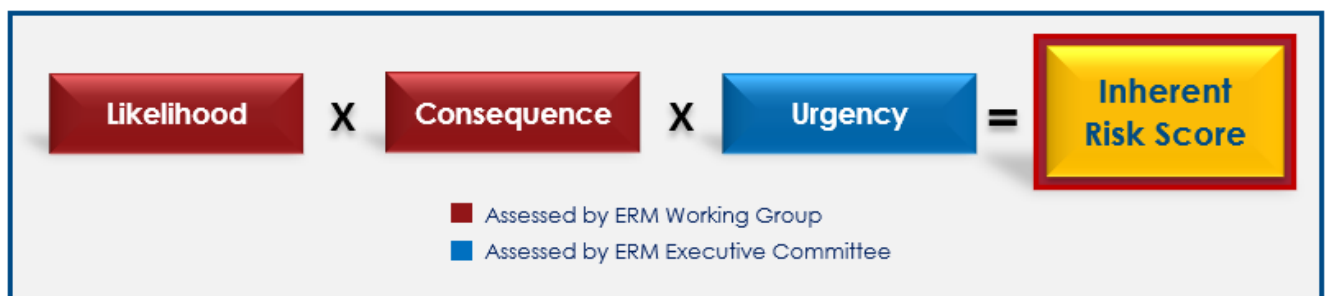 Likelihood X Consequence X Urgency = Inherent
Risk Score
Assessed by ERM Working Group
Assessed by ERM Executive Committee